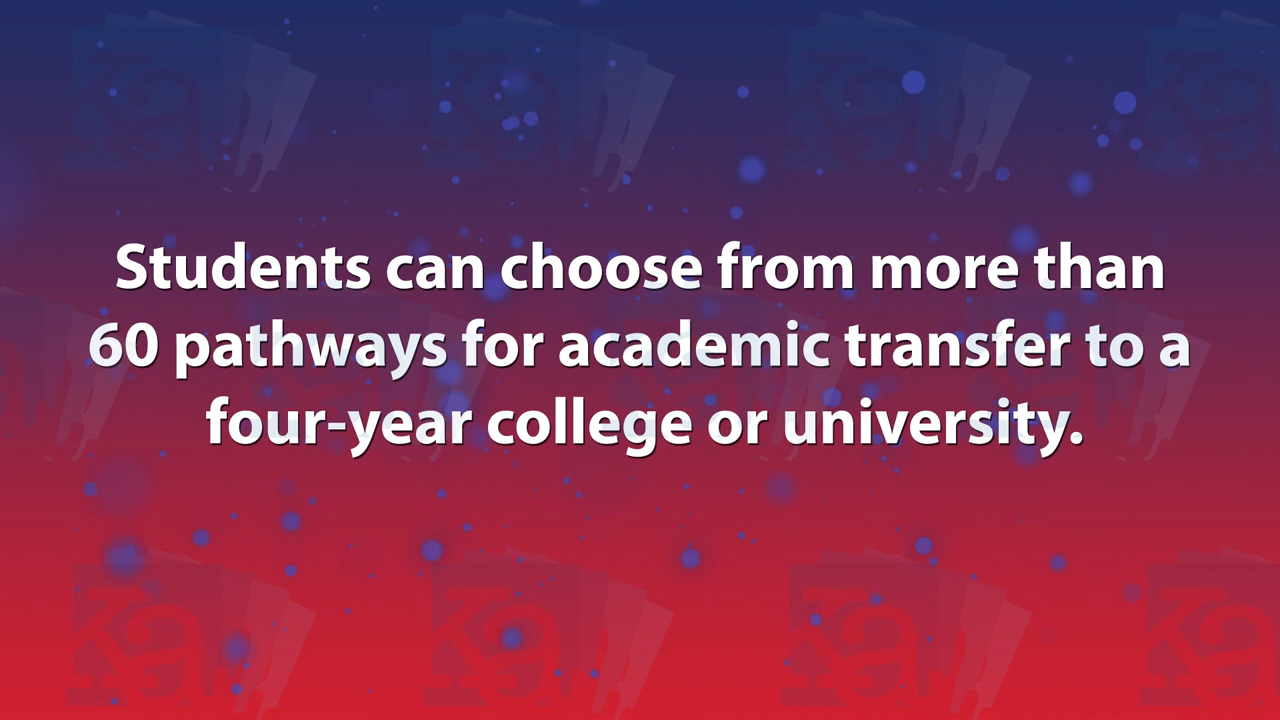 Students can choose from more than
60 pathways for academic transfer to a
four-year college or university.